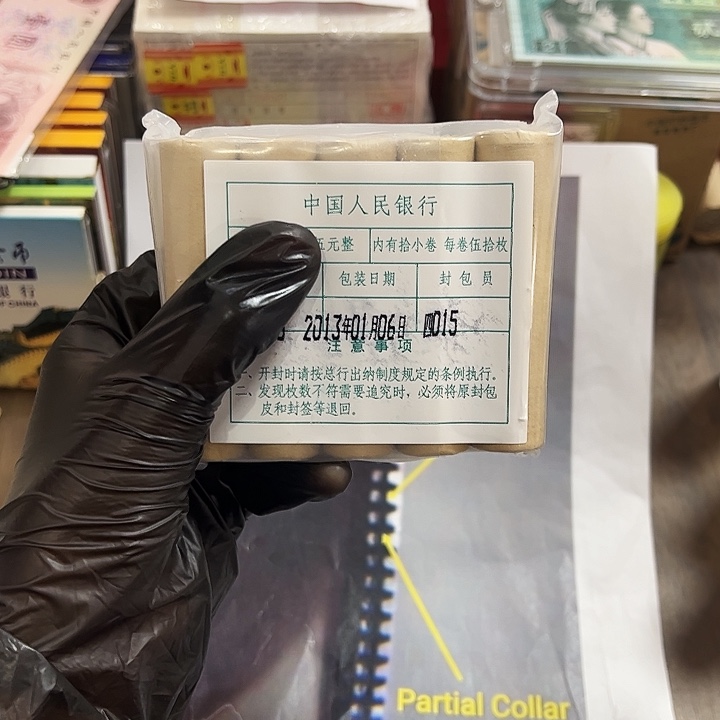 中国人民银行
五元整 内有拾小卷 每卷伍拾枚
包装日期 封包员
2013年01月06日 015
注意事项
一、开封时请按总行出纳制度规定的条例执行。
二、发现枚数不符需要追究时，必须将原封包
皮和封签等退回。
Partial Collar